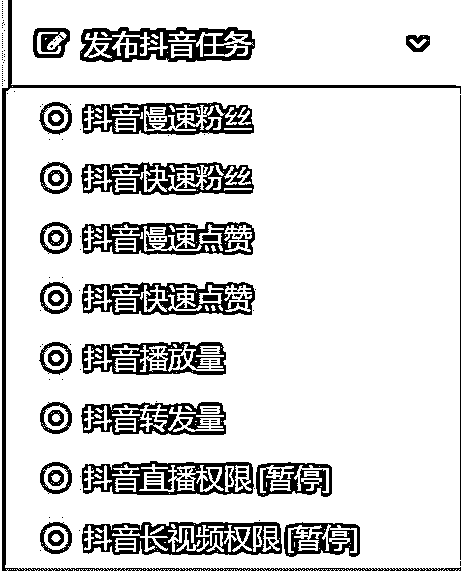 发布抖音任务
抖音慢速粉丝
抖音快速粉丝
抖音慢速点赞
抖音快速点赞
抖音播放量
抖音转发量
抖音直播权限 [暂停]
抖音长视频权限 [暂停]